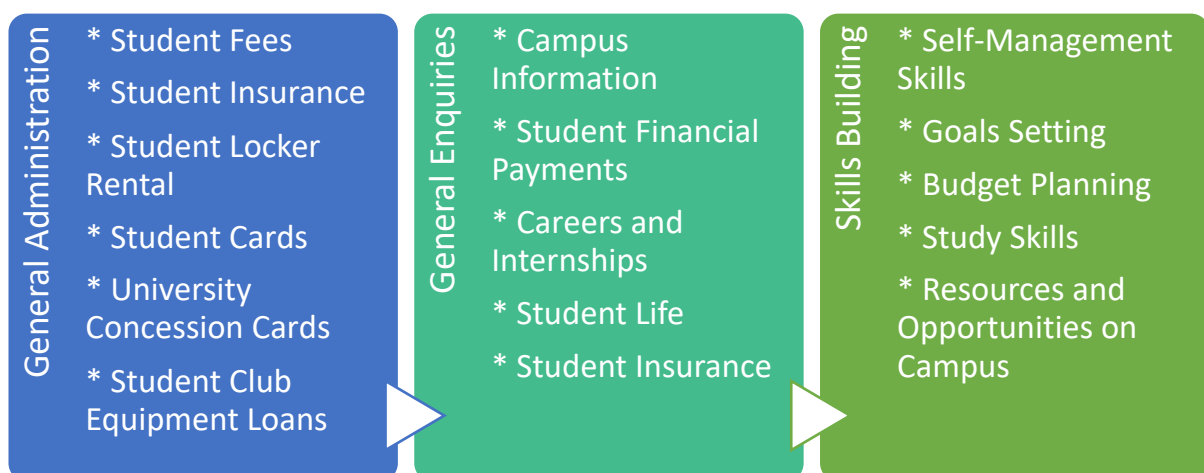 General Administration
* Student Fees
* Student Insurance
* Student Locker
Rental
* Student Cards
* University
Concession Cards
* Student Club
Equipment Loans
General Enquiries
* Campus
Information
* Student Financial
Payments
* Careers and
Internships
* Student Life
* Student Insurance
Skills Building
* Self-Management
Skills
* Goals Setting
* Budget Planning
* Study Skills
* Resources and
Opportunities on
Campus